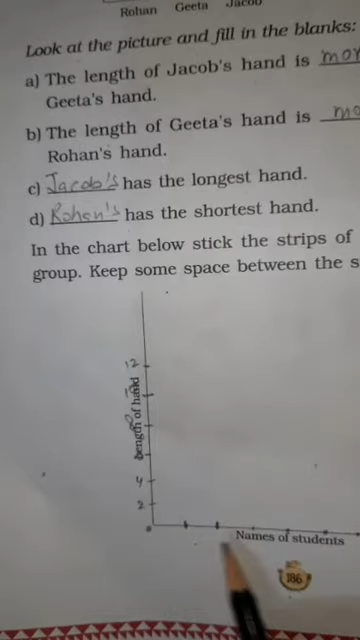 Rohan Geeta Jacob
Look at the picture and fill in the blanks:
a) The length of Jacob's hand is
Geeta's hand.
b) The length of Geeta's hand is
Rohan's hand.
c) Jacob's has the longest hand.
d) Rohan's has the shortest hand.
In the chart below stick the strips of
group. Keep some space between the s
12
Length of hand
4
2
Names of students
186